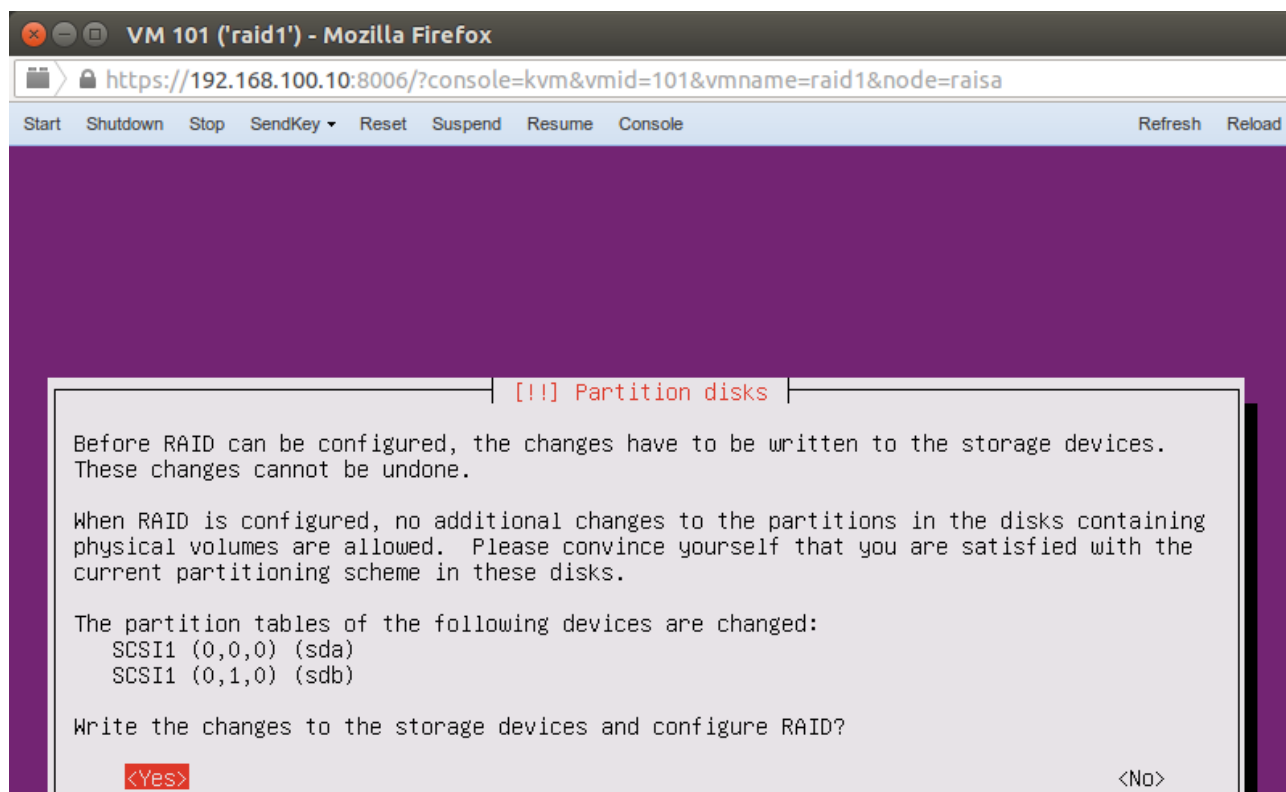 VM 101 ('raid1') - Mozilla Firefox
https://192.168.100.10:8006/?console=kvm&vmid=101&vmname=raid1&node=raisa
Start Shutdown Stop SendKey Reset Suspend Resume Console Refresh Reload
[!!] Partition disks
Before RAID can be configured, the changes have to be written to the storage devices.
These changes cannot be undone.
When RAID is configured, no additional changes to the partitions in the disks containing
physical volumes are allowed.  Please convince yourself that you are satisfied with the
current partitioning scheme in these disks.
The partition tables of the following devices are changed:
SCSI1 (0,0,0) (sda)
SCSI1 (0,1,0) (sdb)
Write the changes to the storage devices and configure RAID?
<Yes> <No>